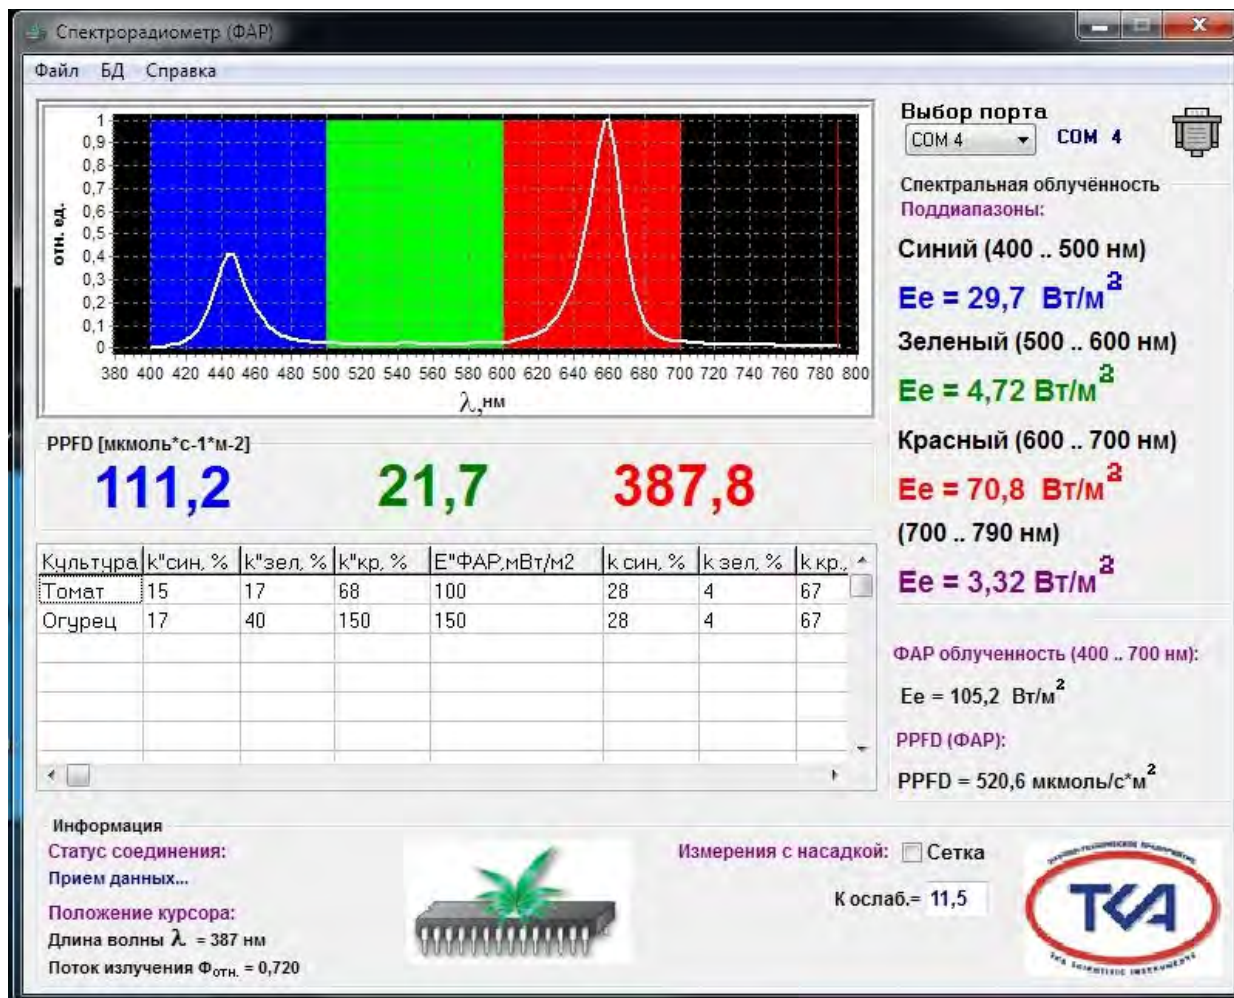 Спектрорадиометр (ФАР)
Файл БД Справка
1
0,9
0,8
0,7
0,6
0,5
0,4
0,3
0,2
0,1
0
отн. ед.
380 400 420 440 460 480 500 520 540 560 580 600 620 640 660 680 700 720 740 760 780 800
λ,нм
PPFD [мкмоль*с-1*м-2]
111,2 21,7 387,8
Культура k"син, % k"зел, % k"кр, % E"ФАР,мВт/м2 k син, % k зел, % k кр,
Томат 15 17 68 100 28 4 67
Огурец 17 40 150 150 28 4 67
Выбор порта
COM 4 COM 4
Спектральная облучённость
Поддиапазоны:
Синий (400 .. 500 нм)
Ee = 29,7 Вт/м2
Зеленый (500 .. 600 нм)
Ee = 4,72 Вт/м2
Красный (600 .. 700 нм)
Ee = 70,8 Вт/м2
(700 .. 790 нм)
Ee = 3,32 Вт/м2
ФАР облученность (400 .. 700 нм):
Ee = 105,2 Вт/м2
PPFD (ФАР):
PPFD = 520,6 мкмоль/с*м2
Информация
Статус соединения:
Прием данных...
Положение курсора:
Длина волны λ = 387 нм
Поток излучения Фотн. = 0,720
Измерения с насадкой: Сетка
К ослаб.= 11,5
НАУЧНО-ТЕХНИЧЕСКОЕ ПРЕДПРИЯТИЕ
ТКА
TKA SCIENTIFIC INSTRUMENTS